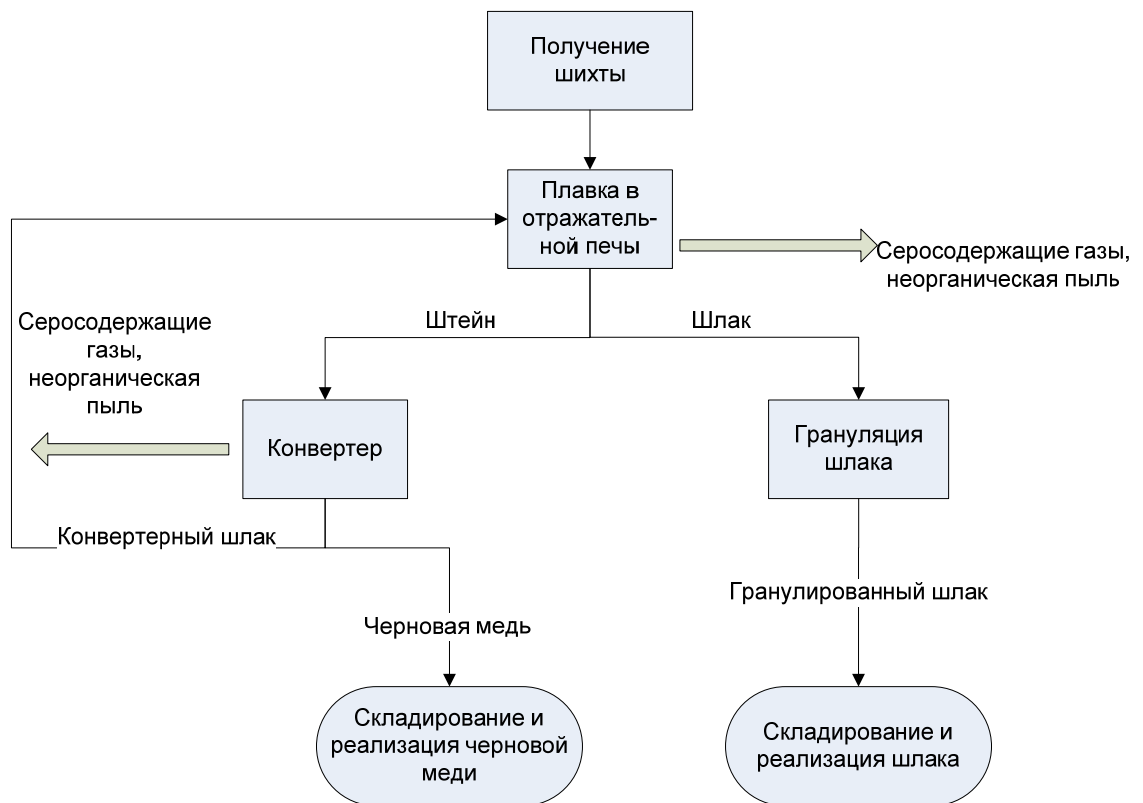 Получение
шихты
Плавка в
отражатель-
ной печы
Серосодержащие газы,
неорганическая пыль
Штейн
Шлак
Серосодержащие
газы,
неорганическая
пыль
Конвертер
Грануляция
шлака
Конвертерный шлак
Гранулированный шлак
Черновая медь
Складирование и
реализация черновой
меди
Складирование и
реализация шлака